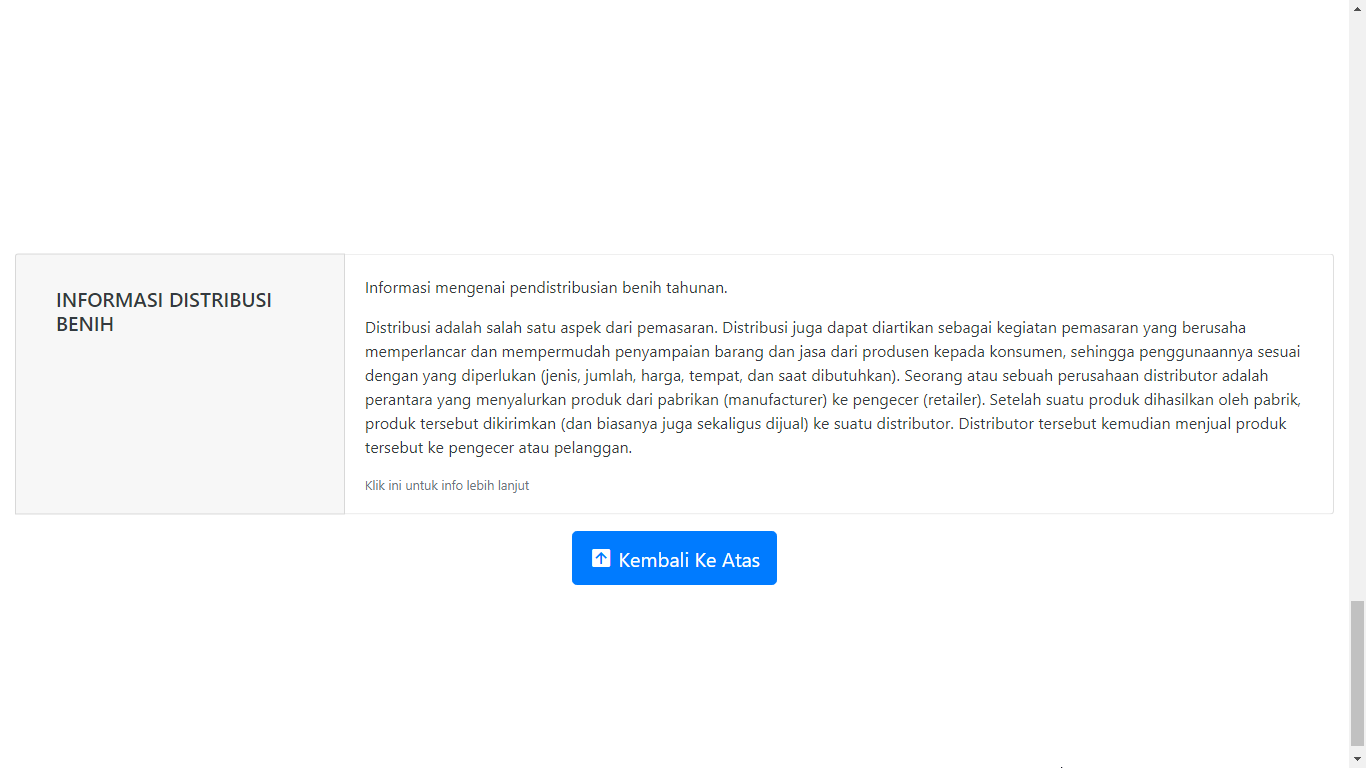 INFORMASI DISTRIBUSI
BENIH
Informasi mengenai pendistribusian benih tahunan.
Distribusi adalah salah satu aspek dari pemasaran. Distribusi juga dapat diartikan sebagai kegiatan pemasaran yang berusaha
memperlancar dan mempermudah penyampaian barang dan jasa dari produsen kepada konsumen, sehingga penggunaannya sesuai
dengan yang diperlukan (jenis, jumlah, harga, tempat, dan saat dibutuhkan). Seorang atau sebuah perusahaan distributor adalah
perantara yang menyalurkan produk dari pabrikan (manufacturer) ke pengecer (retailer). Setelah suatu produk dihasilkan oleh pabrik,
produk tersebut dikirimkan (dan biasanya juga sekaligus dijual) ke suatu distributor. Distributor tersebut kemudian menjual produk
tersebut ke pengecer atau pelanggan.
Klik ini untuk info lebih lanjut
Kembali Ke Atas